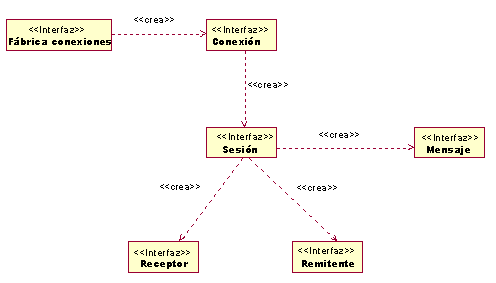 <<crea>>
<<Interfaz>>
Fábrica conexiones
<<Interfaz>>
Conexión
<<crea>>
<<Interfaz>>
Sesión
<<crea>>
<<Interfaz>>
Mensaje
<<crea>>
<<crea>>
<<Interfaz>>
Receptor
<<Interfaz>>
Remitente